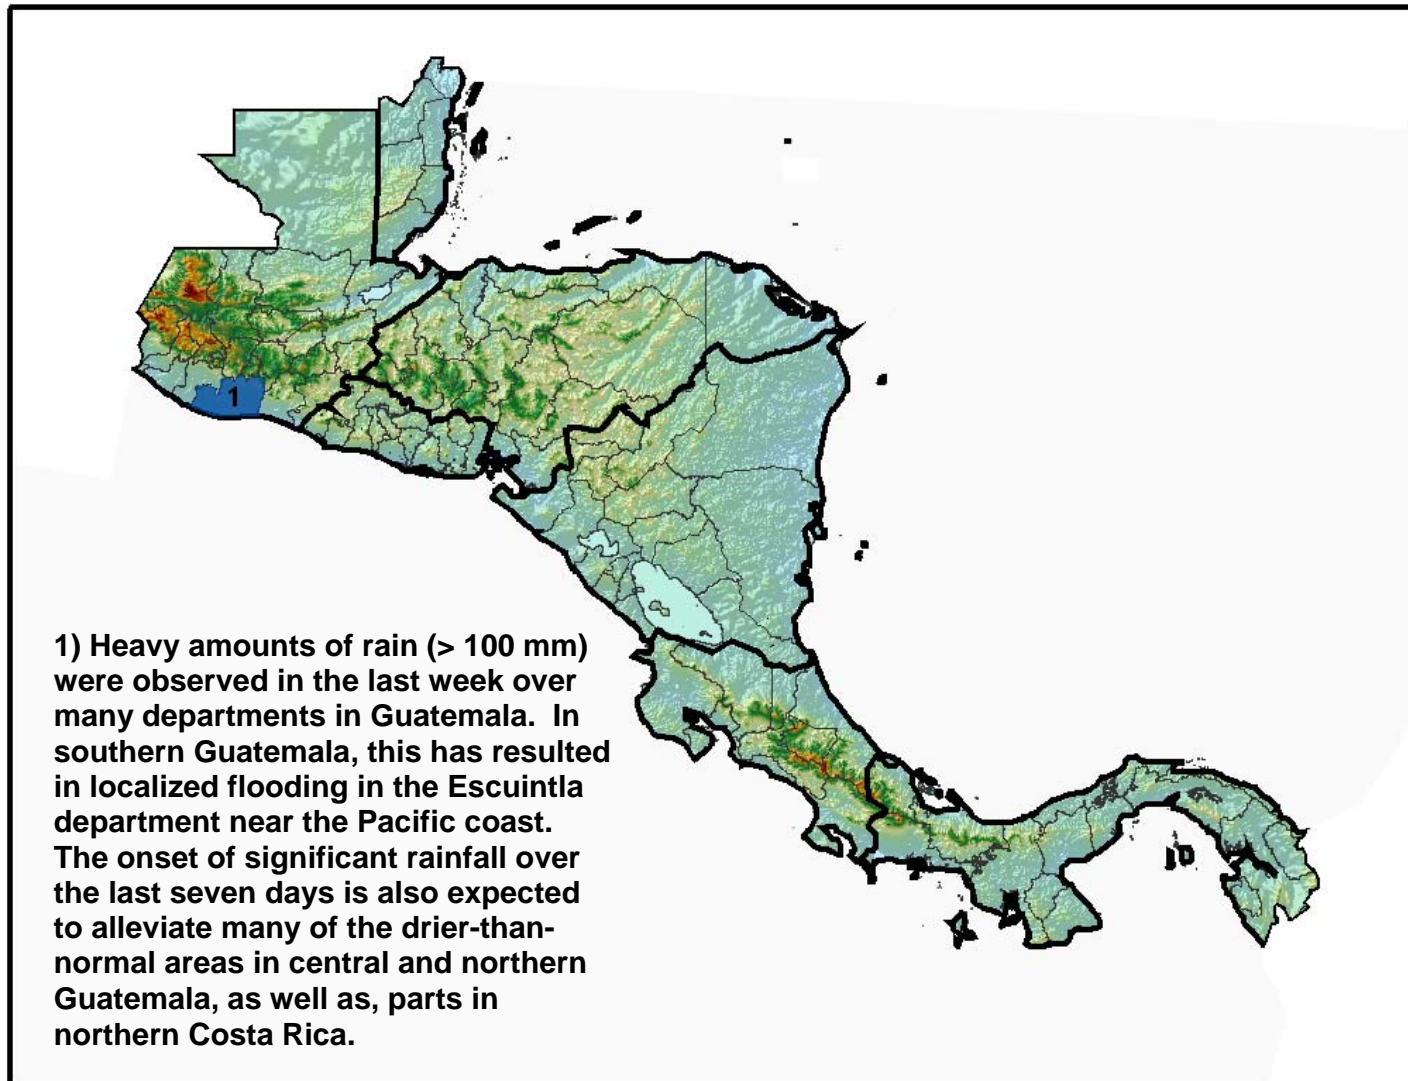 1
1) Heavy amounts of rain (> 100 mm)
were observed in the last week over
many departments in Guatemala.  In
southern Guatemala, this has resulted
in localized flooding in the Escuintla
department near the Pacific coast.
The onset of significant rainfall over
the last seven days is also expected
to alleviate many of the drier-than-
normal areas in central and northern
Guatemala, as well as, parts in
northern Costa Rica.